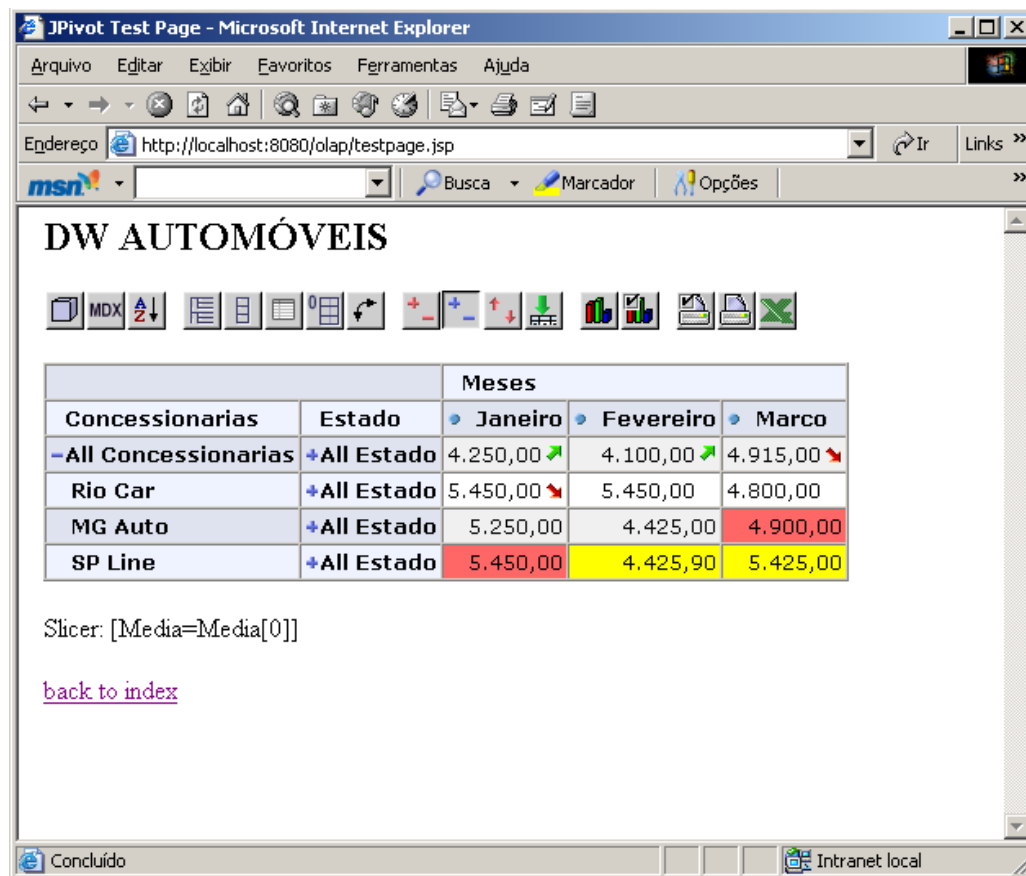 JPivot Test Page - Microsoft Internet Explorer
Arquivo Editar Exibir Favoritos Ferramentas Ajuda
Endereço http://localhost:8080/olap/testpage.jsp Ir Links »
msn Busca Marcador Opções »
DW AUTOMÓVEIS
MDX A Z 0
Meses
Concessionarias Estado Janeiro Fevereiro Marco
All Concessionarias All Estado 4.250,00 4.100,00 4.915,00
Rio Car All Estado 5.450,00 5.450,00 4.800,00
MG Auto All Estado 5.250,00 4.425,00 4.900,00
SP Line All Estado 5.450,00 4.425,90 5.425,00
Slicer: [Media=Media[0]]
back to index
Concluído Intranet local